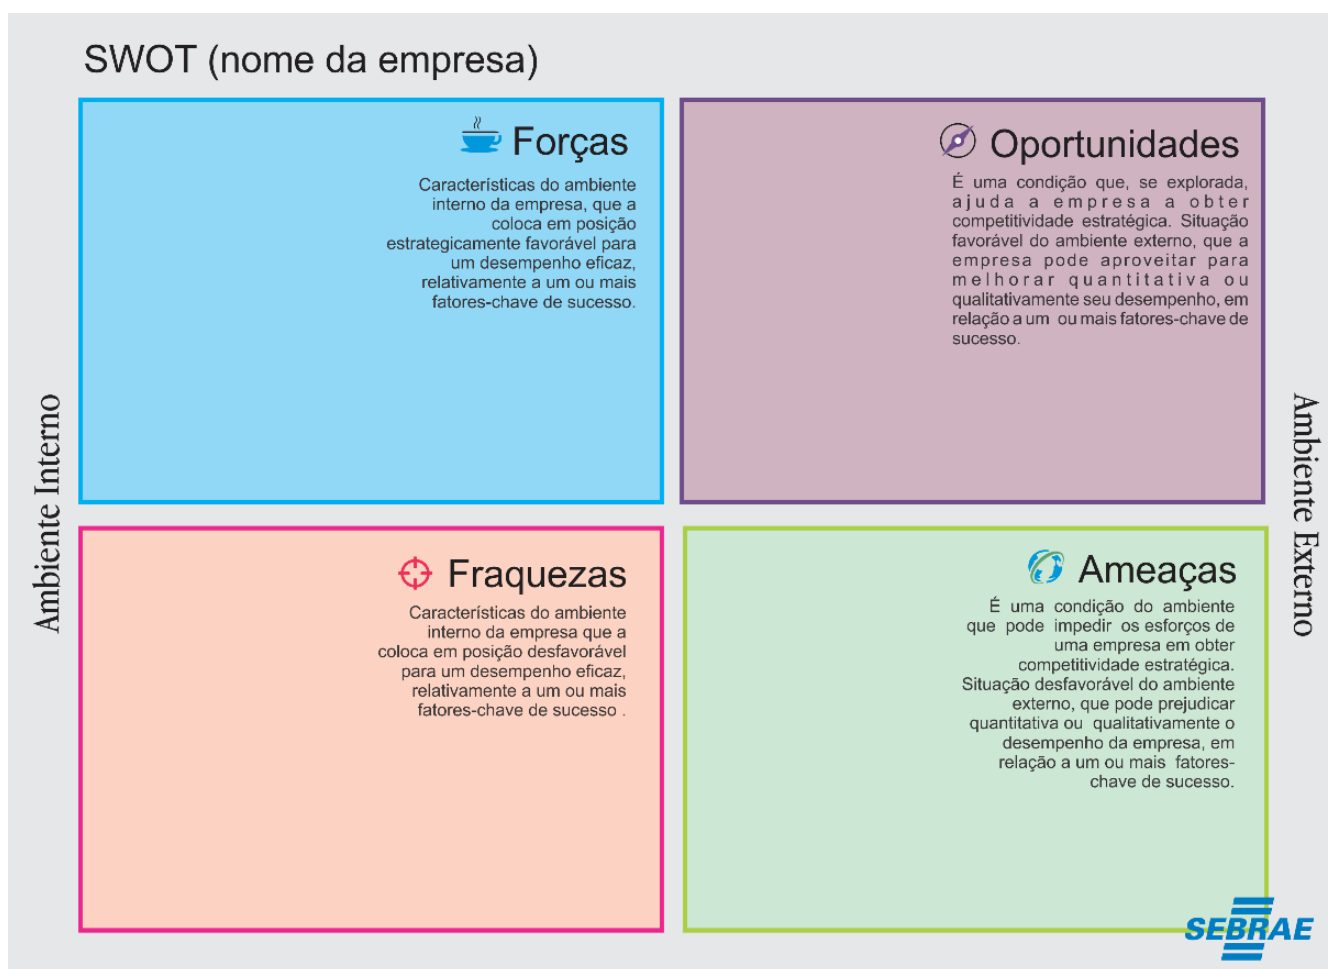 SWOT (nome da empresa)
Forças
Características do ambiente
interno da empresa, que a
coloca em posição
estrategicamente favorável para
um desempenho eficaz,
relativamente a um ou mais
fatores-chave de sucesso.
Oportunidades
É uma condição que, se explorada,
ajuda a empresa a obter
competitividade estratégica. Situação
favorável do ambiente externo, que a
empresa pode aproveitar para
melhorar quantitativa ou
qualitativamente seu desempenho, em
relação a um ou mais fatores-chave de
sucesso.
Ambiente Interno
Ambiente Externo
Fraquezas
Características do ambiente
interno da empresa que a
coloca em posição desfavorável
para um desempenho eficaz,
relativamente a um ou mais
fatores-chave de sucesso .
Ameaças
É uma condição do ambiente
que pode impedir os esforços de
uma empresa em obter
competitividade estratégica.
Situação desfavorável do ambiente
externo, que pode prejudicar
quantitativa ou qualitativamente o
desempenho da empresa, em
relação a um ou mais fatores-
chave de sucesso.
SEBRAE